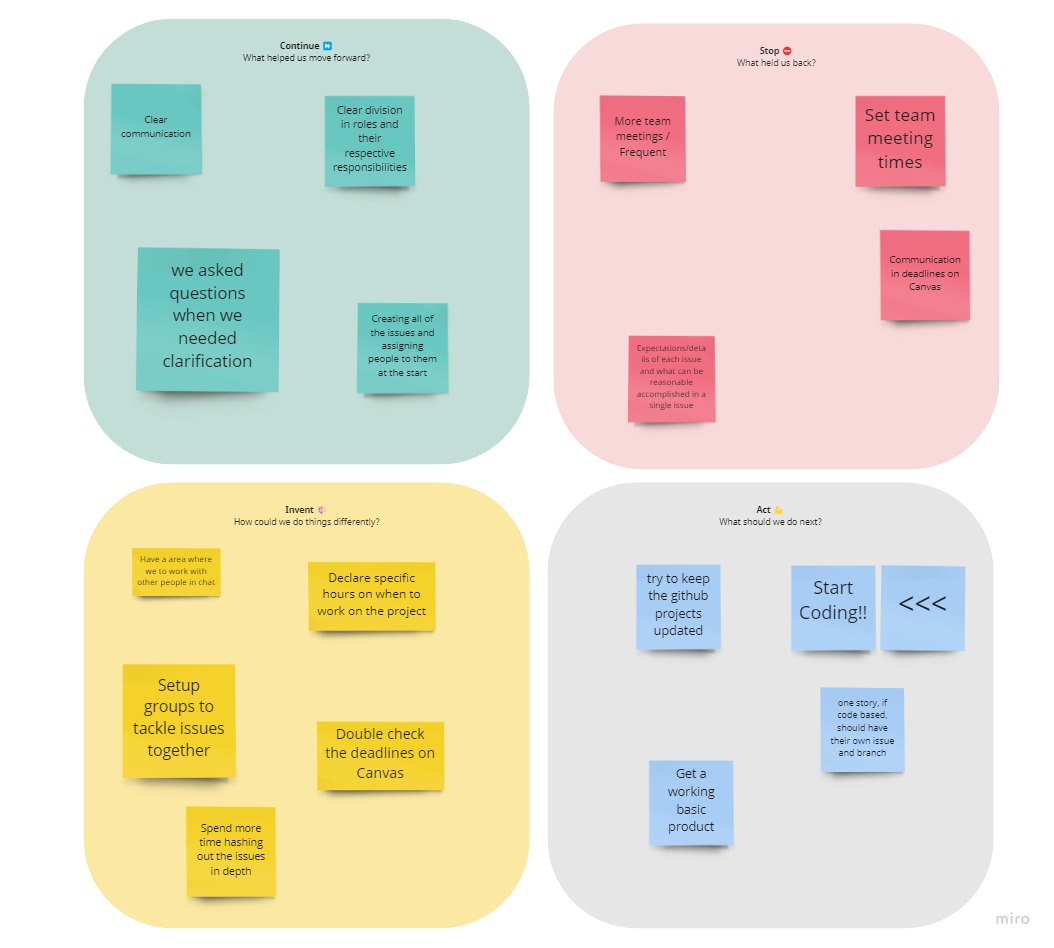 Continue ⏩
What helped us move forward?
Clear
communication
Clear division
in roles and
their
respective
responsibilities
we asked
questions
when we
needed
clarification
Creating all of
the issues and
assigning
people to them
at the start
Stop ⛔
What held us back?
More team
meetings /
Frequent
Set team
meeting
times
Communication
in deadlines on
Canvas
Expectations/deta
ils of each issue
and what can be
reasonable
accomplished in a
single issue
Invent
How could we do things differently?
Have a area where
we to work with
other people in chat
Declare specific
hours on when to
work on the project
Setup
groups to
tackle issues
together
Double check
the deadlines on
Canvas
Spend more
time hashing
out the issues
in depth
Act 💪
What should we do next?
try to keep
the github
projects
updated
Start
Coding!!
<<<
one story, if
code based,
should have
their own issue
and branch
Get a
working
basic
product
miro